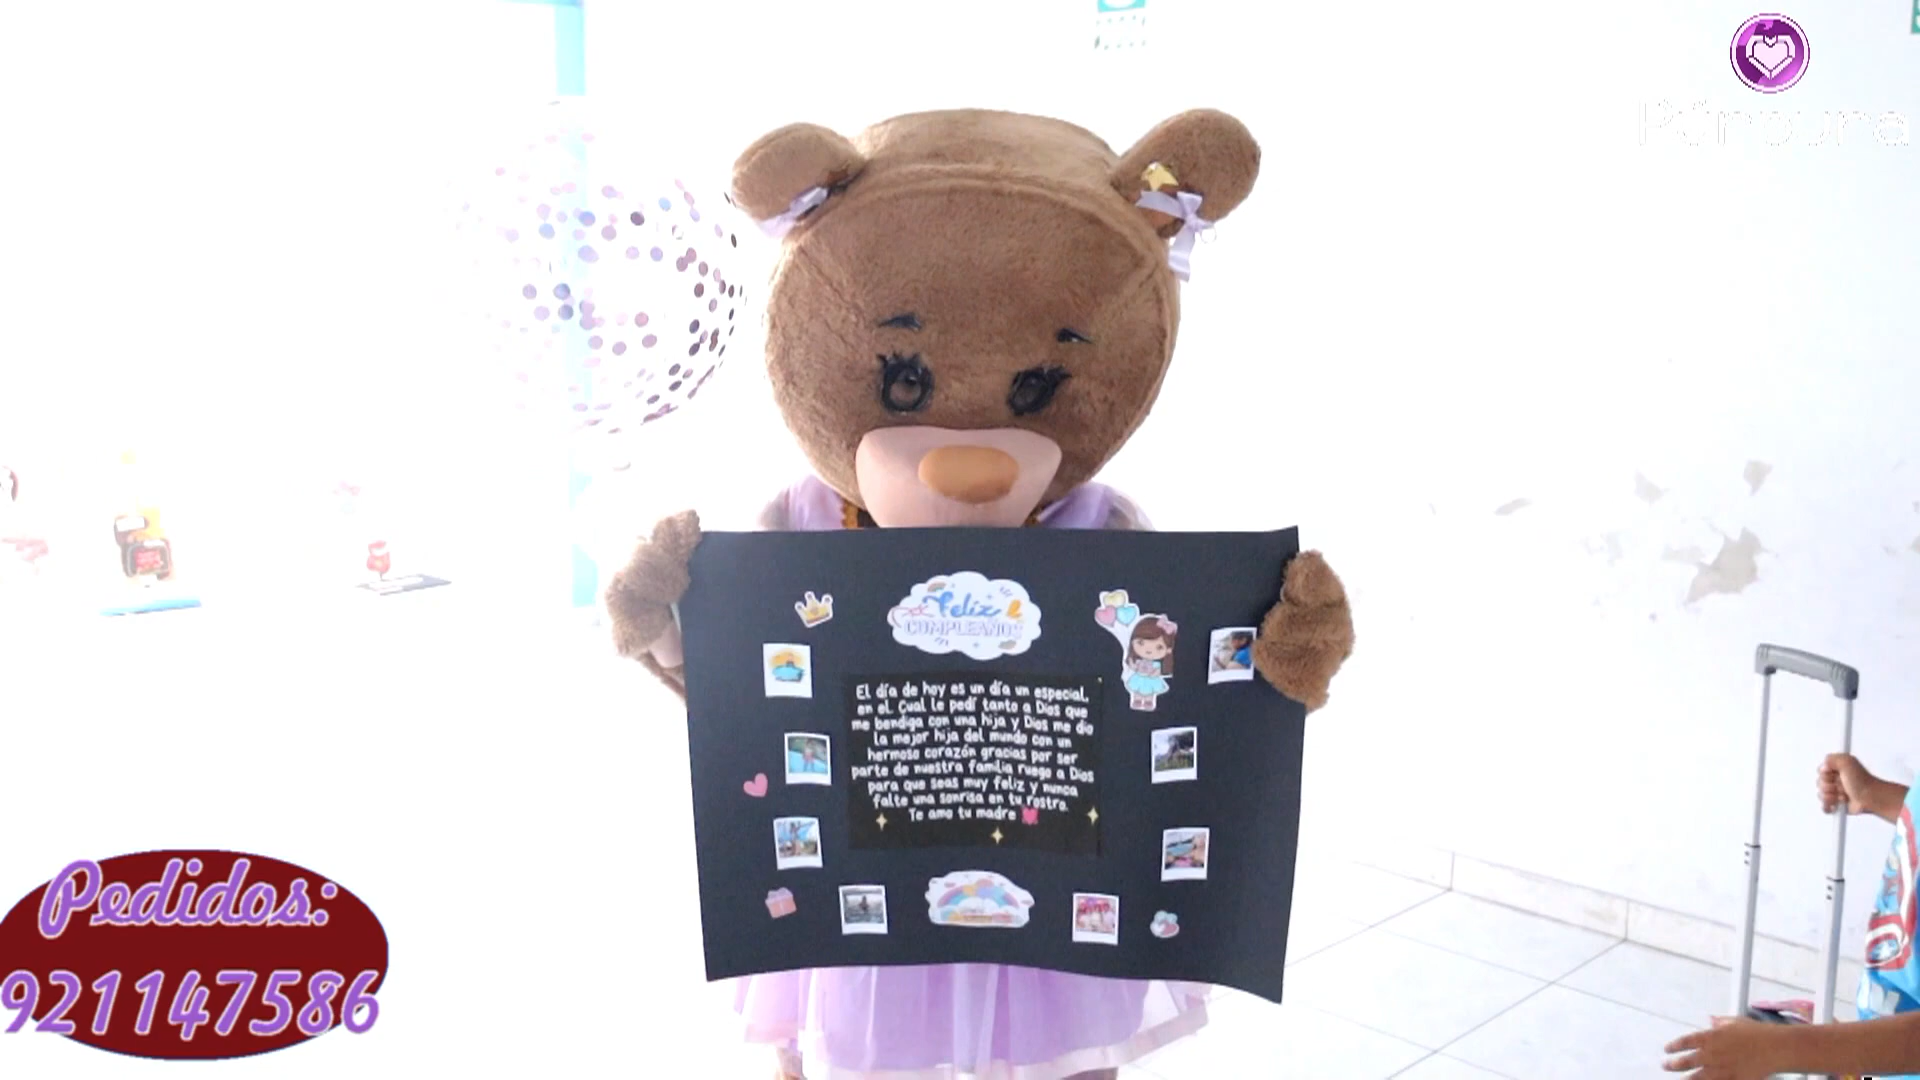 Púrpura
Feliz
CUMPLEAÑOS
El día de hoy es un día un especial,
en el. Cual le pedí tanto a Dios que
me bendiga con una hija y Dios me dio
la mejor hija del mundo con un
hermoso corazón gracias por ser
parte de nuestra familia ruego a Dios
para que seas muy feliz y nunca
falte una sonrisa en tu rostro.
Te amo tu madre
Pedidos:
921147586